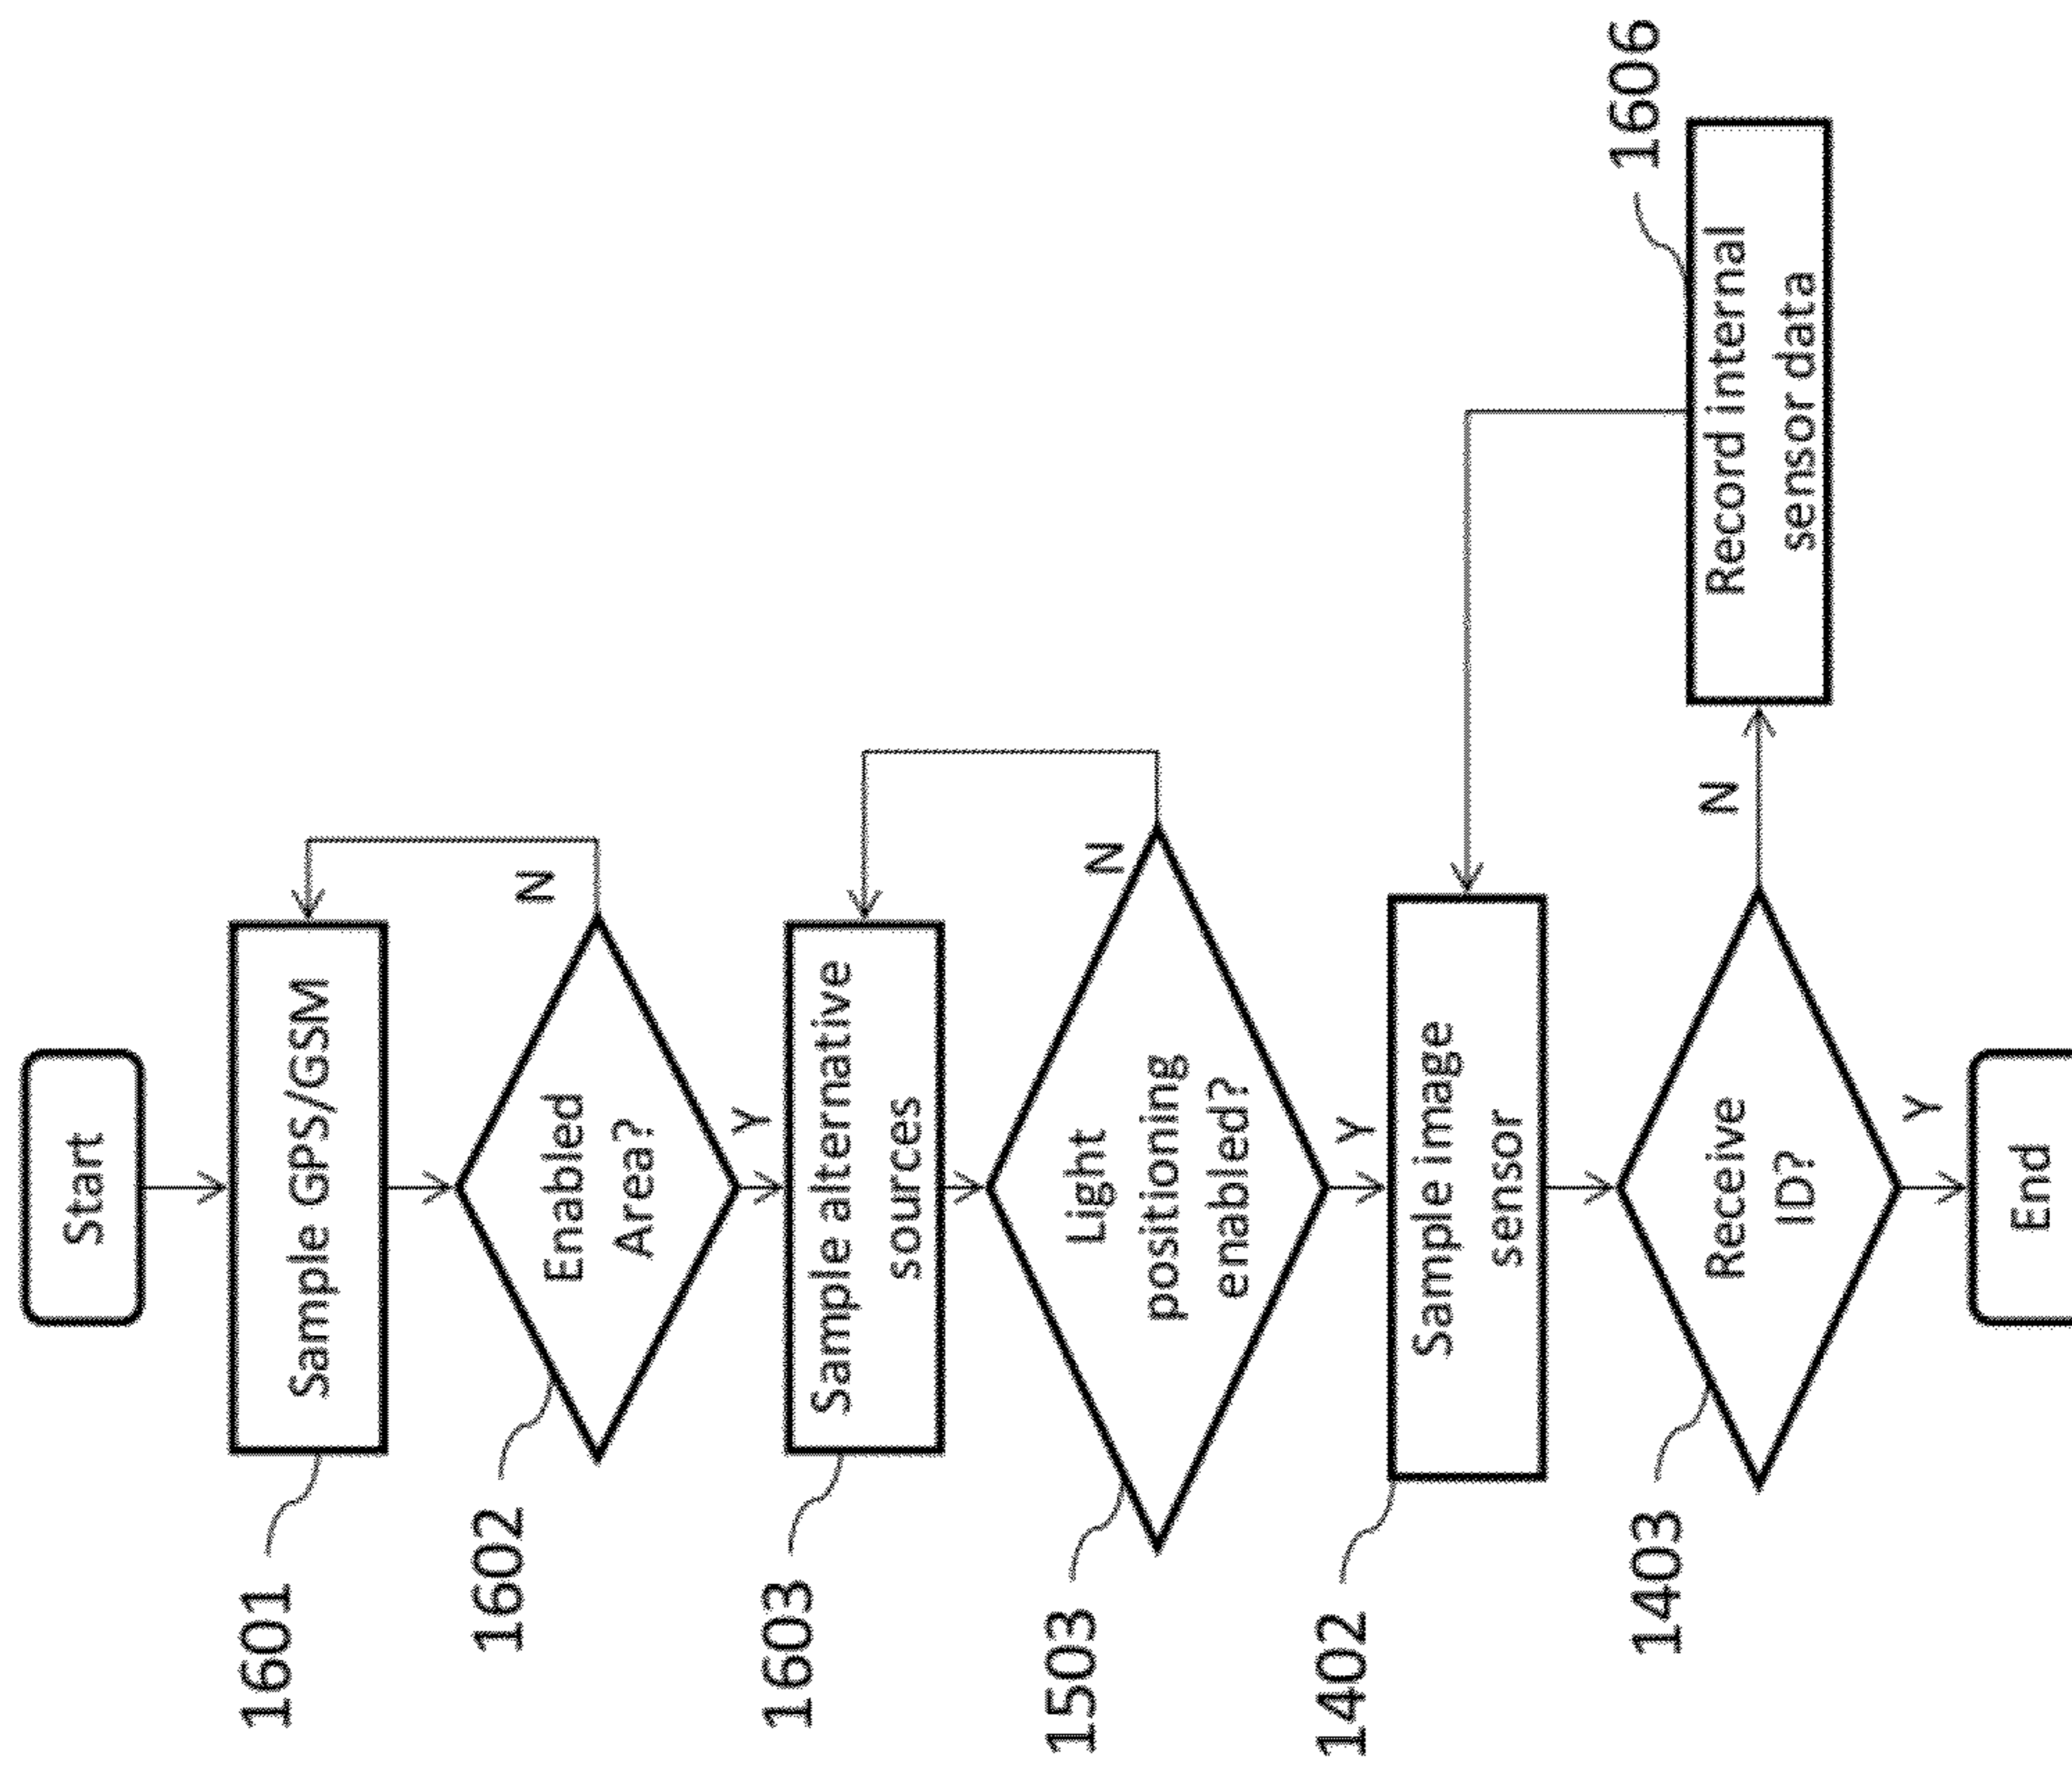 Start
1601
Sample GPS/GSM
1602
Enabled
Area?
N
Y
1603
Sample alternative
sources
1503
Light
positioning
enabled?
N
Y
1402
Sample image
sensor
1403
Receive
ID?
N
1606
Record internal
sensor data
Y
End